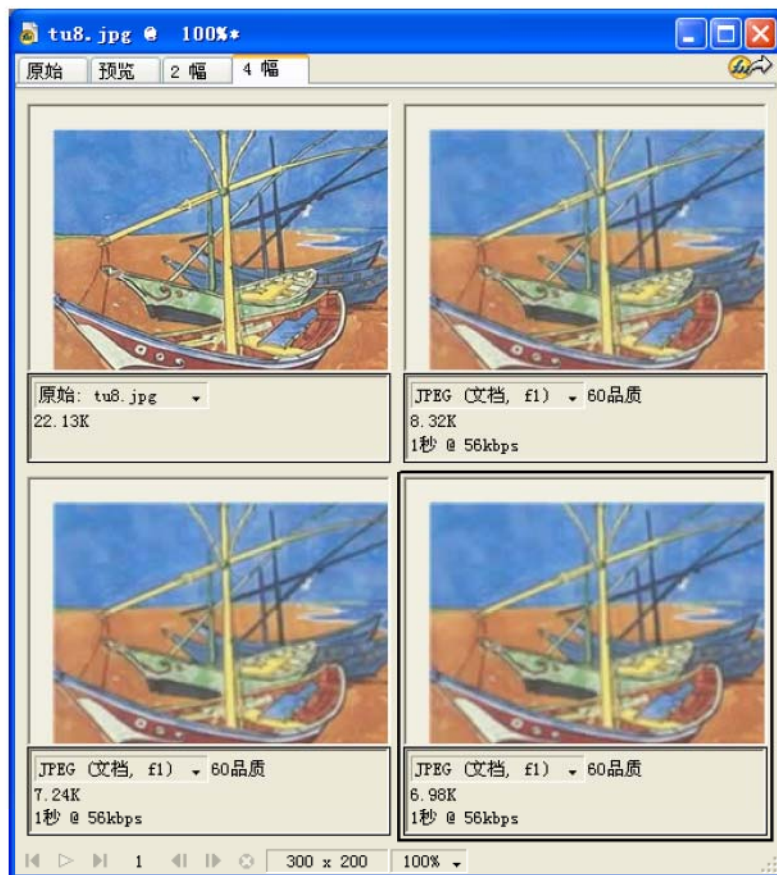 tu8.jpg @ 100%*
原始 预览 2 幅 4 幅
原始: tu8.jpg
22.13K
JPEG (文档, f1) 60品质
8.32K
1秒 @ 56kbps
JPEG (文档, f1) 60品质
7.24K
1秒 @ 56kbps
JPEG (文档, f1) 60品质
6.98K
1秒 @ 56kbps
1 300 x 200 100%